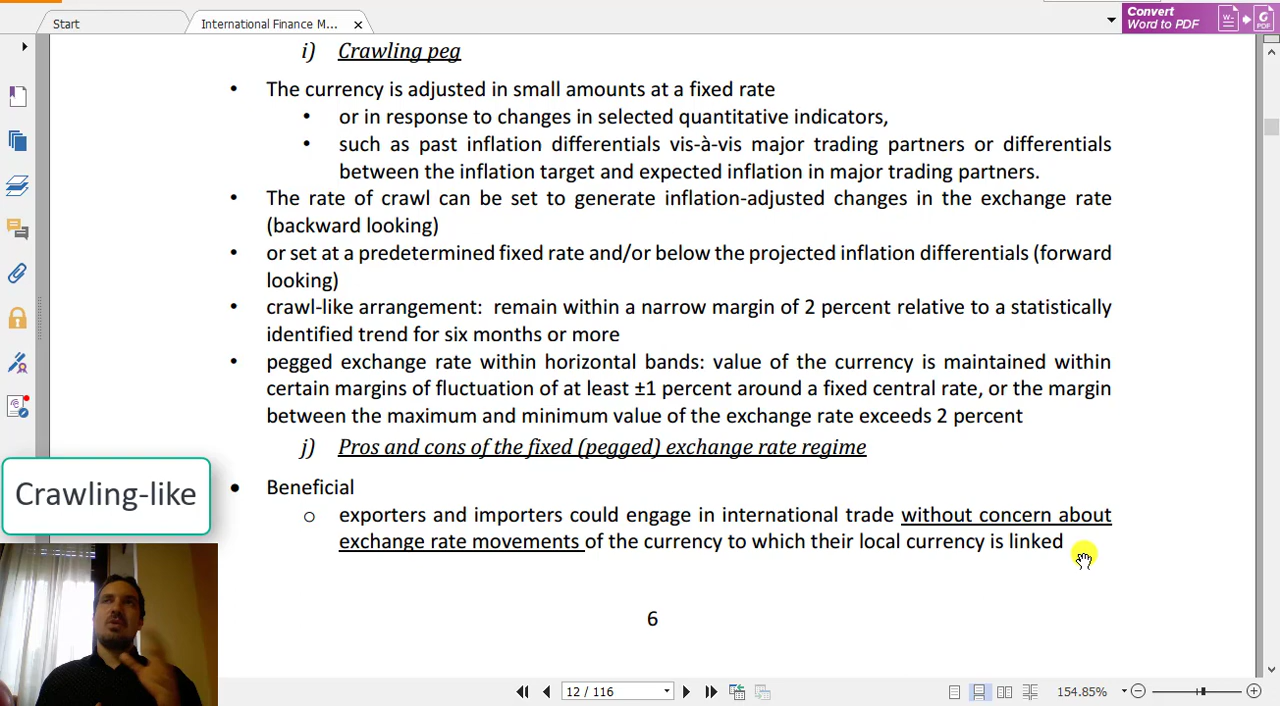 Start
International Finance M...
Convert
Word to PDF
i) Crawling peg
• The currency is adjusted in small amounts at a fixed rate
• or in response to changes in selected quantitative indicators,
• such as past inflation differentials vis-à-vis major trading partners or differentials
between the inflation target and expected inflation in major trading partners.
• The rate of crawl can be set to generate inflation-adjusted changes in the exchange rate
(backward looking)
• or set at a predetermined fixed rate and/or below the projected inflation differentials (forward
looking)
• crawl-like arrangement: remain within a narrow margin of 2 percent relative to a statistically
identified trend for six months or more
• pegged exchange rate within horizontal bands: value of the currency is maintained within
certain margins of fluctuation of at least ±1 percent around a fixed central rate, or the margin
between the maximum and minimum value of the exchange rate exceeds 2 percent
j) Pros and cons of the fixed (pegged) exchange rate regime
Crawling-like
• Beneficial
o exporters and importers could engage in international trade without concern about
exchange rate movements of the currency to which their local currency is linked
6
12 / 116
154.85%